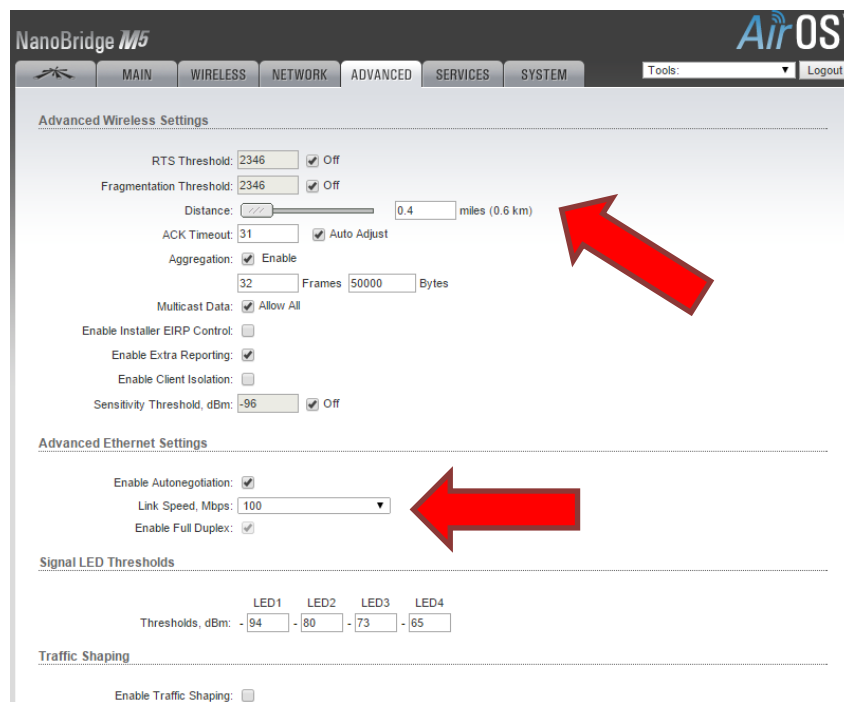 NanoBridge M5
AirOS
MAIN WIRELESS NETWORK ADVANCED SERVICES SYSTEM Tools: Logout
Advanced Wireless Settings
RTS Threshold: 2346 Off
Fragmentation Threshold: 2346 Off
Distance: 0.4 miles (0.6 km)
ACK Timeout: 31 Auto Adjust
Aggregation: Enable
32 Frames 50000 Bytes
Multicast Data: Allow All
Enable Installer EIRP Control:
Enable Extra Reporting:
Enable Client Isolation:
Sensitivity Threshold, dBm: -96 Off
Advanced Ethernet Settings
Enable Autonegotiation:
Link Speed, Mbps: 100
Enable Full Duplex:
Signal LED Thresholds
LED1 LED2 LED3 LED4
Thresholds, dBm: - 94 - 80 - 73 - 65
Traffic Shaping
Enable Traffic Shaping: